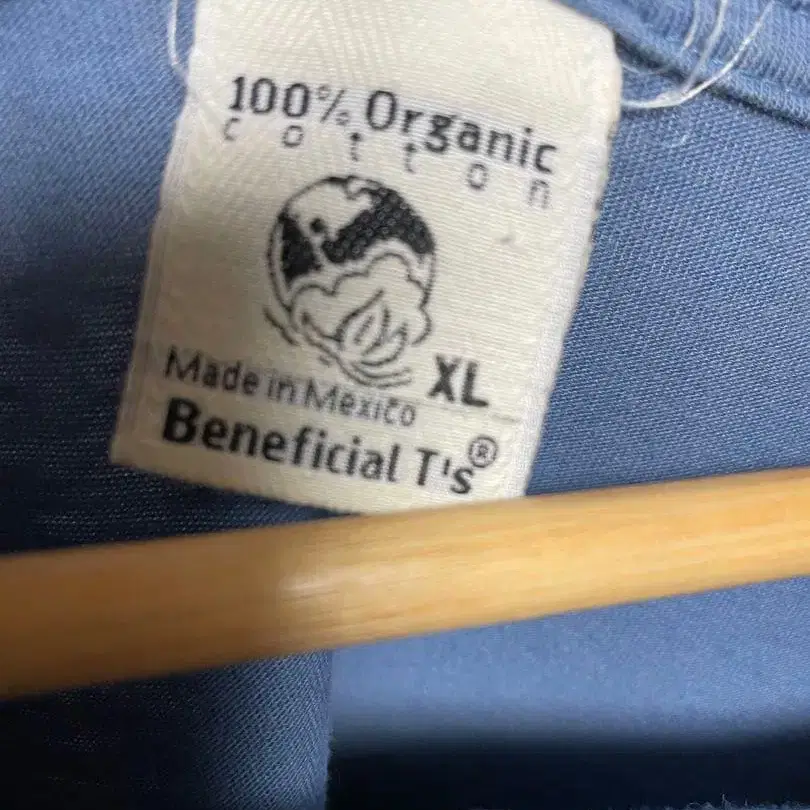 100% Organic
cotton
XL
Made in Mexico
Beneficial T's®